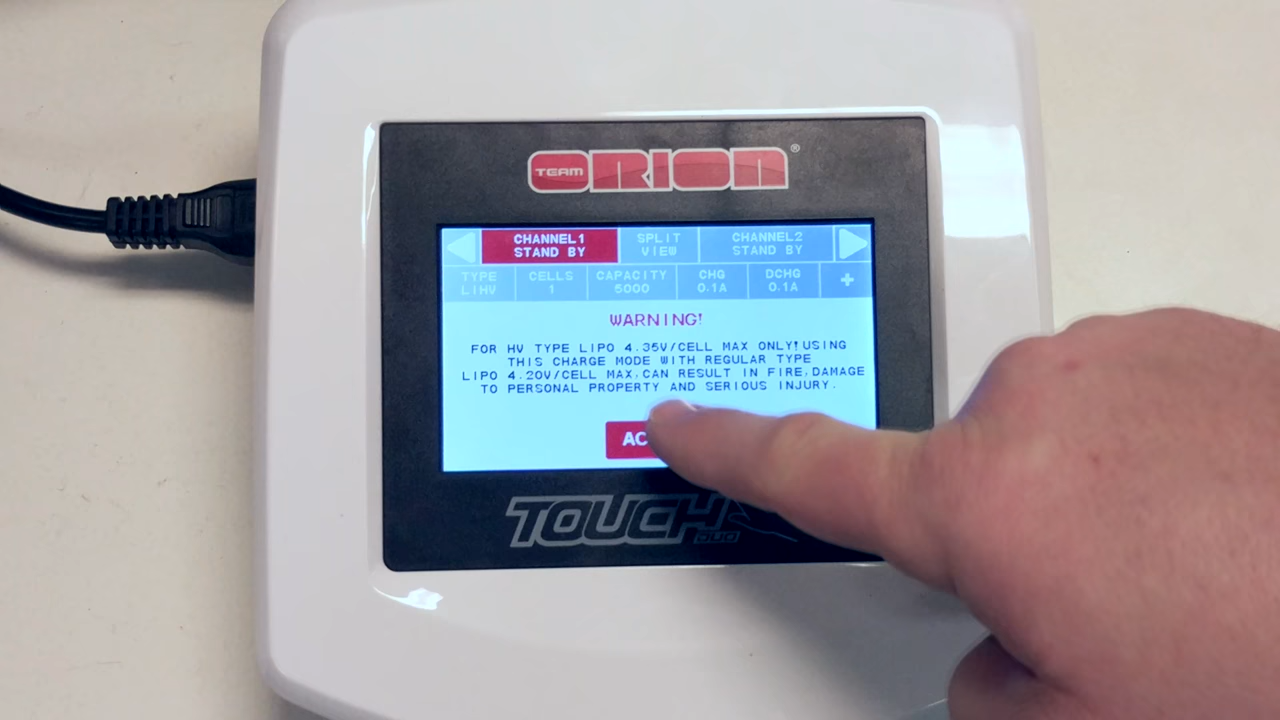 TEAM ORION®
CHANNEL1 SPLIT CHANNEL2
STAND BY VIEW STAND BY
TYPE CELLS CAPACITY CHG DCHG
LIHV 1 5000 0.1A 0.1A +
WARNING!
FOR HV TYPE LIPO 4.35V/CELL MAX ONLY!USING
THIS CHARGE MODE WITH REGULAR TYPE
LIPO 4.20V/CELL MAX,CAN RESULT IN FIRE,DAMAGE
TO PERSONAL PROPERTY AND SERIOUS INJURY.
TOUCH
DUO